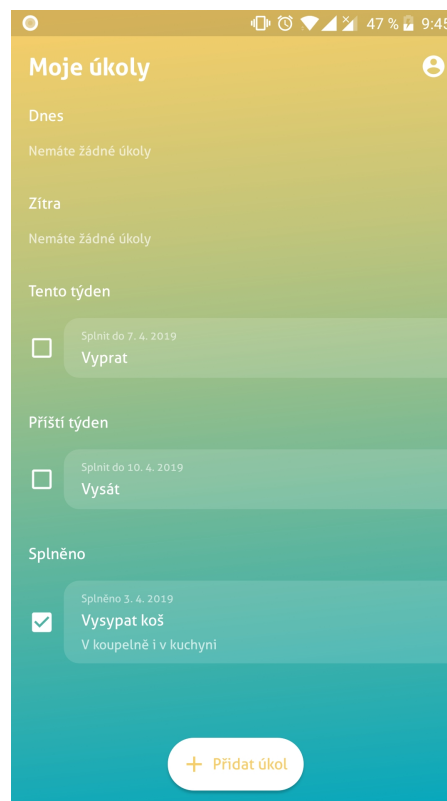 47 % 9:45
Moje úkoly
Dnes
Nemáte žádné úkoly
Zítra
Nemáte žádné úkoly
Tento týden
Splnit do 7. 4. 2019
Vyprat
Příští týden
Splnit do 10. 4. 2019
Vysát
Splněno
Splněno 3. 4. 2019
Vysypat koš
V koupelně i v kuchyni
+ Přidat úkol